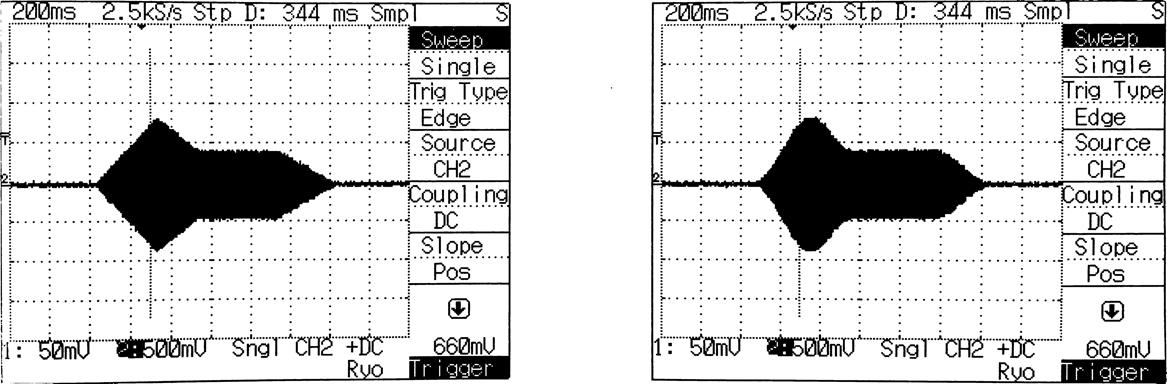 200ms 2.5kS/s Stp D: 344 ms Smpl S
Sweep
Single
Trig Type
Edge
Source
T
CH2
2
Coupling
DC
Slope
Pos
1: 50mV 500mV Sngl CH2 +DC 660mV
Ryo Trigger
200ms 2.5kS/s Stp D: 344 ms Smpl S
Sweep
Single
Trig Type
Edge
Source
T
CH2
2
Coupling
DC
Slope
Pos
1: 50mV 500mV Sngl CH2 +DC 660mV
Ryo Trigger